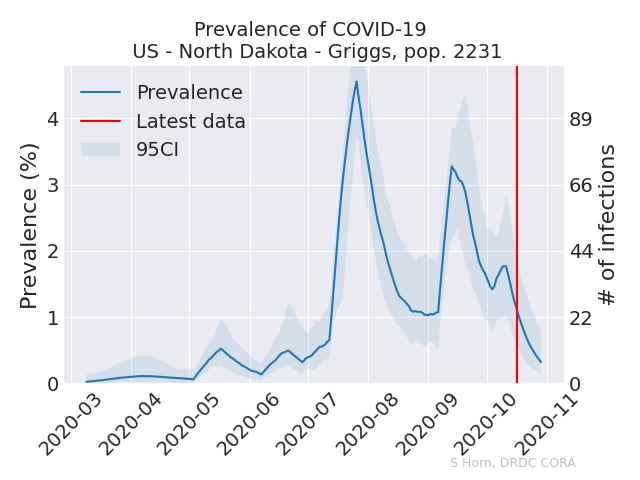 Prevalence of COVID-19
US - North Dakota - Griggs, pop. 2231
Prevalence
Latest data
95CI
Prevalence (%)
4
3
2
1
0
89
66
44
22
0
# of infections
2020-03
2020-04
2020-05
2020-06
2020-07
2020-08
2020-09
2020-10
2020-11
S Horn, DRDC CORA